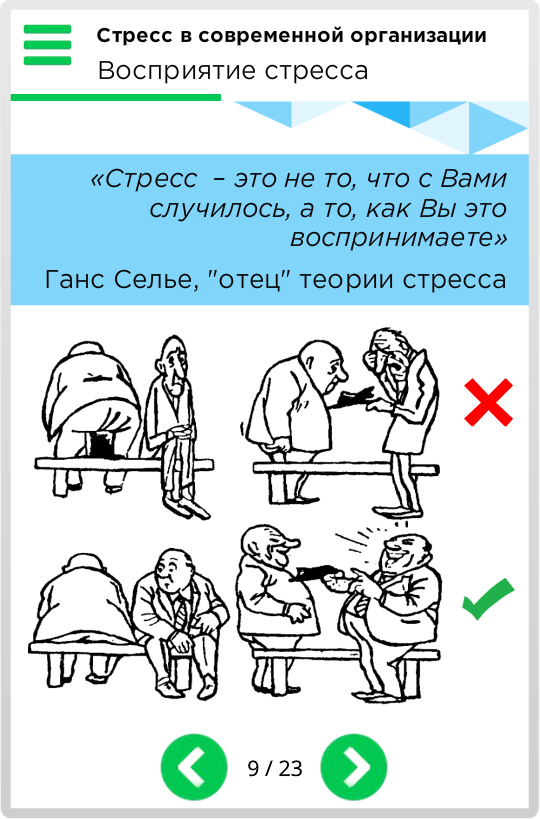 Стресс в современной организации
Восприятие стресса
«Стресс – это не то, что с Вами
случилось, а то, как Вы это
воспринимаете»
Ганс Селье, "отец" теории стресса
9 / 23